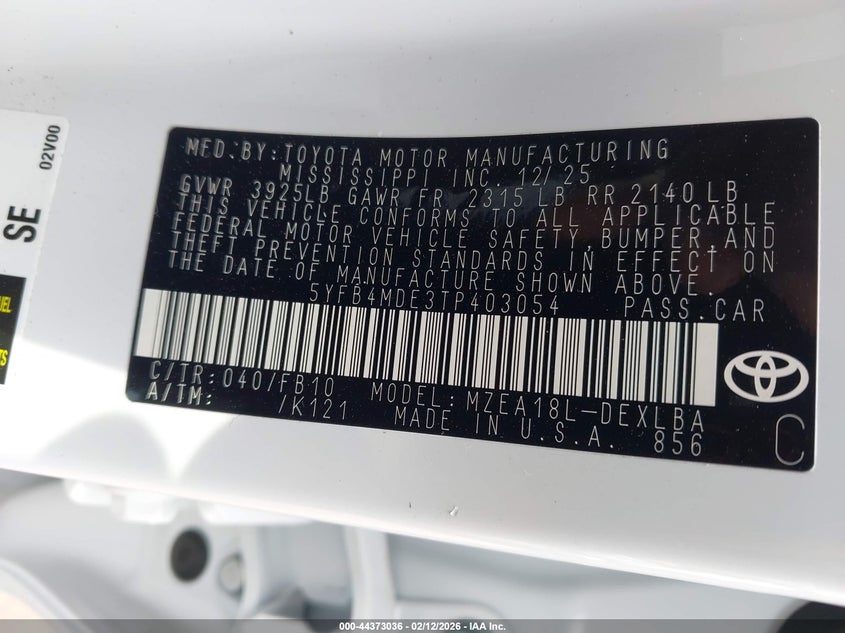 MFD.BY:TOYOTA MOTOR MANUFACTURING
MISSISSIPPI INC. 12/25
GVWR 3925LB GAWR FR 2315 LB RR 2140 LB
THIS VEHICLE CONFORMS TO ALL APPLICABLE
FEDERAL MOTOR VEHICLE SAFETY,BUMPER,AND
THEFT PREVENTION STANDARDS IN EFFECT ON
THE DATE OF MANUFACTURE SHOWN ABOVE.
5YFB4MDE3TP403054 PASS.CAR
C/TR:040/FB10 MODEL:MZEA18L-DEXLBA
A/TM: /K121 MADE IN U.S.A. 856
C
SE
02V00
000-44373036 - 02/12/2026 - IAA Inc.